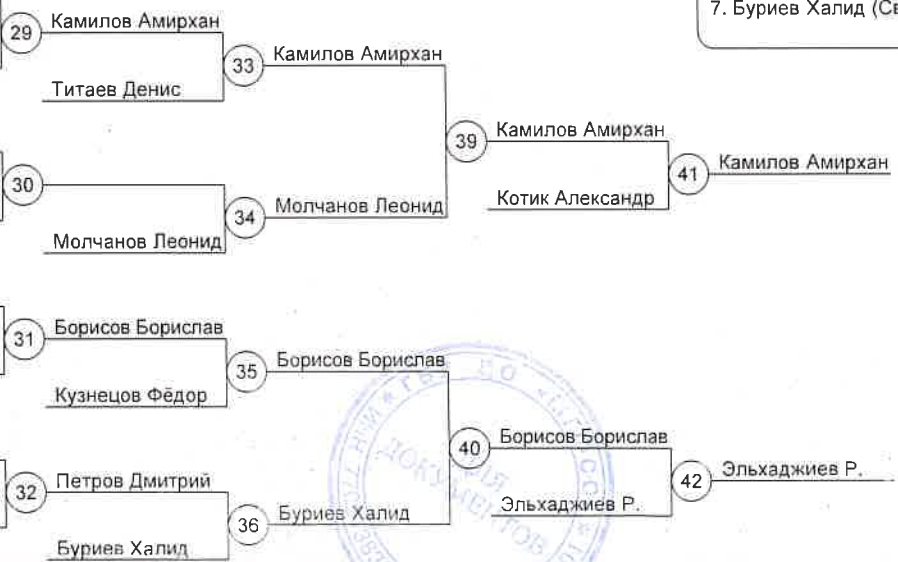 7. Буриев Халид
29
Камилов Амирхан
Титаев Денис
33
Камилов Амирхан
30
Молчанов Леонид
34
Молчанов Леонид
39
Камилов Амирхан
Котик Александр
41
Камилов Амирхан
31
Борисов Борислав
Кузнецов Фёдор
35
Борисов Борислав
32
Петров Дмитрий
Буриев Халид
36
Буриев Халид
40
Борисов Борислав
Эльхаджиев Р.
42
Эльхаджиев Р.
ДОКУМЕНТОВ